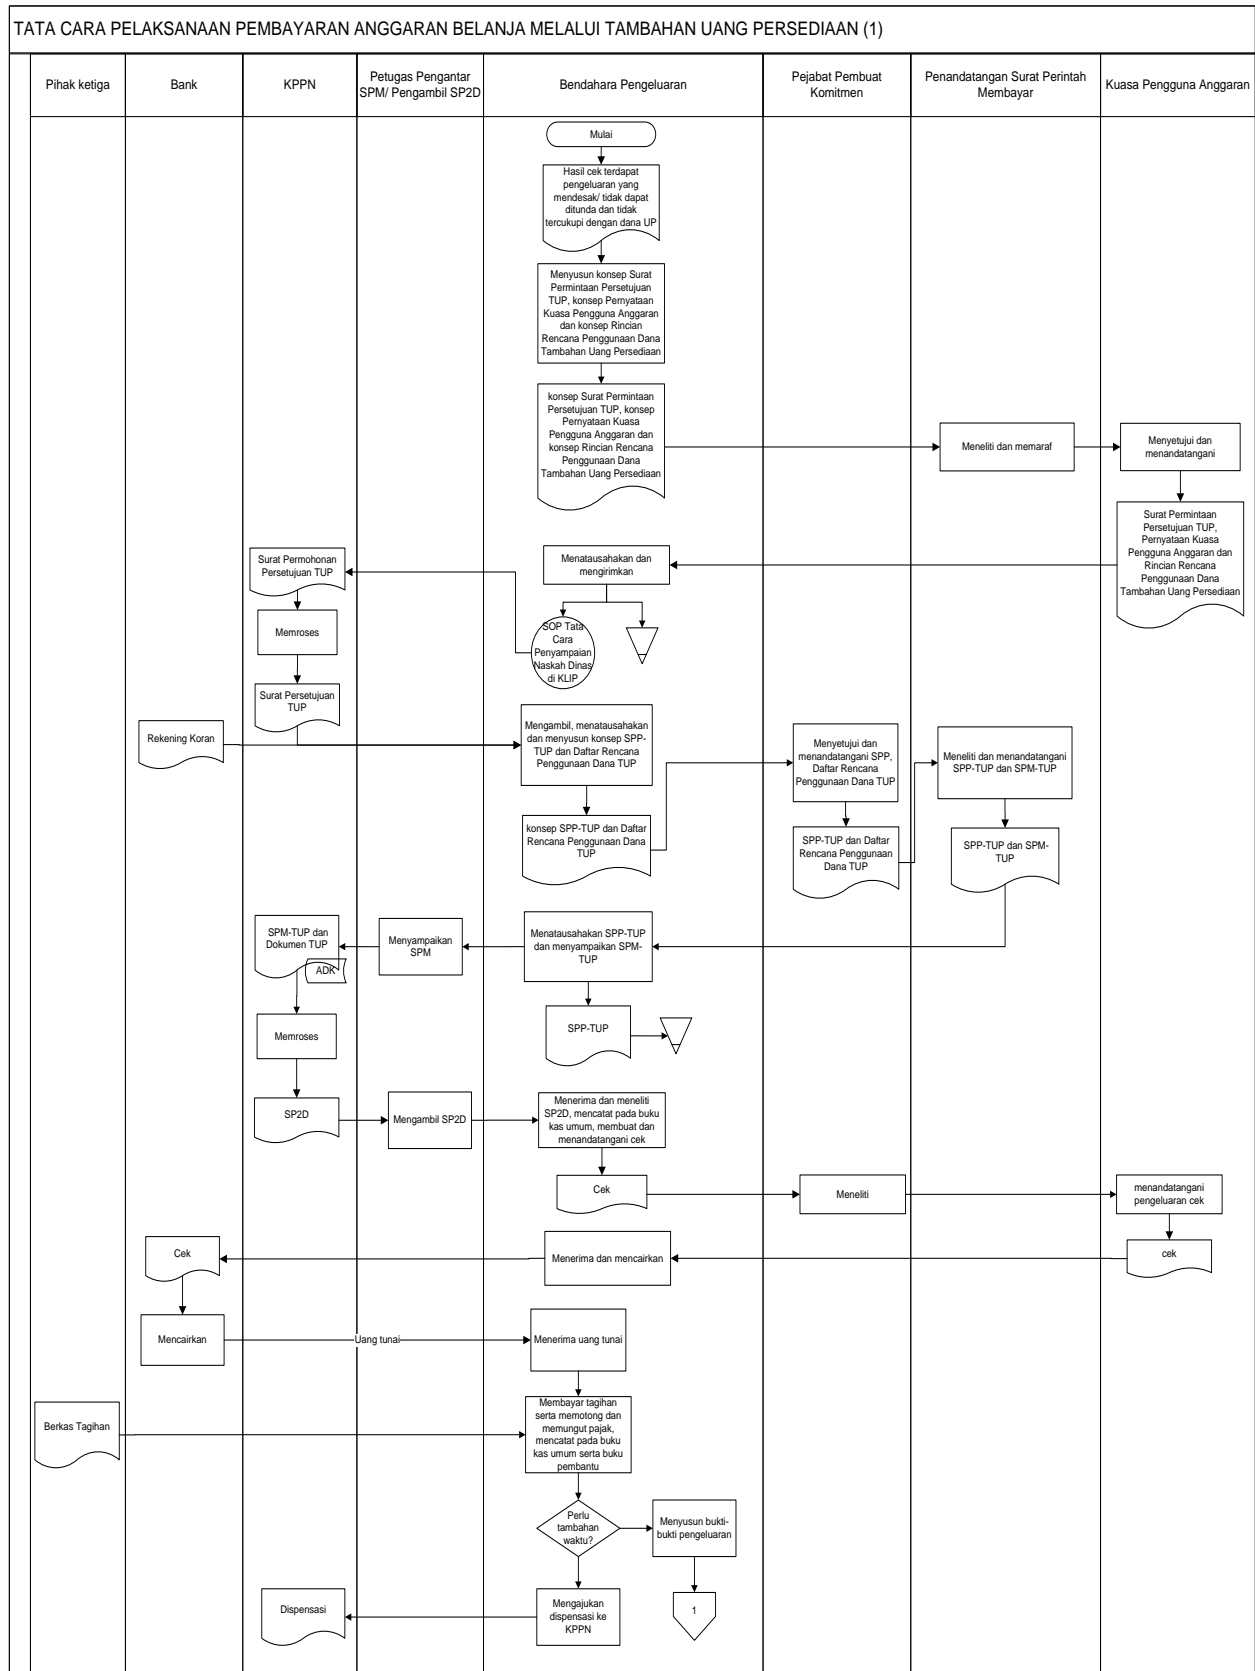 TATA CARA PELAKSANAAN PEMBAYARAN ANGGARAN BELANJA MELALUI TAMBAHAN UANG PERSEDIAAN (1)
Pihak ketiga
Bank
KPPN
Petugas Pengantar
SPM/ Pengambil SP2D
Bendahara Pengeluaran
Pejabat Pembuat
Komitmen
Penandatangan Surat Perintah
Membayar
Kuasa Pengguna Anggaran
Mulai
Hasil cek terdapat
pengeluaran yang
mendesak/ tidak dapat
ditunda dan tidak
tercukupi dengan dana UP
Menyusun konsep Surat
Permintaan Persetujuan
TUP, konsep Pernyataan
Kuasa Pengguna Anggaran
dan konsep Rincian
Rencana Penggunaan Dana
Tambahan Uang Persediaan
konsep Surat Permintaan
Persetujuan TUP, konsep
Pernyataan Kuasa
Pengguna Anggaran dan
konsep Rincian Rencana
Penggunaan Dana
Tambahan Uang Persediaan
Meneliti dan memaraf
Menyetujui dan
menandatangani
Surat Permintaan
Persetujuan TUP,
Pernyataan Kuasa
Pengguna Anggaran dan
Rincian Rencana
Penggunaan Dana
Tambahan Uang Persediaan
Menatausahakan dan
mengirimkan
SOP Tata
Cara
Penyampaian
Naskah Dinas
di KLIP
Surat Permohonan
Persetujuan TUP
Memroses
Surat Persetujuan
TUP
Rekening Koran
Mengambil, menatausahakan
dan menyusun konsep SPP-
TUP dan Daftar Rencana
Penggunaan Dana TUP
konsep SPP-TUP dan Daftar
Rencana Penggunaan Dana
TUP
Menyetujui dan
menandatangani SPP,
Daftar Rencana
Penggunaan Dana TUP
SPP-TUP dan Daftar
Rencana Penggunaan
Dana TUP
Meneliti dan menandatangani
SPP-TUP dan SPM-TUP
SPP-TUP dan SPM-
TUP
Menatausahakan SPP-TUP
dan menyampaikan SPM-
TUP
SPP-TUP
Menyampaikan
SPM
SPM-TUP dan
Dokumen TUP
ADK
Memroses
SP2D
Mengambil SP2D
Menerima dan meneliti
SP2D, mencatat pada buku
kas umum, membuat dan
menandatangani cek
Cek
Meneliti
menandatangani
pengeluaran cek
cek
Menerima dan mencairkan
Cek
Mencairkan
Uang tunai
Menerima uang tunai
Berkas Tagihan
Membayar tagihan
serta memotong dan
memungut pajak,
mencatat pada buku
kas umum serta buku
pembantu
Perlu
tambahan
waktu?
Menyusun bukti-
bukti pengeluaran
1
Mengajukan
dispensasi ke
KPPN
Dispensasi